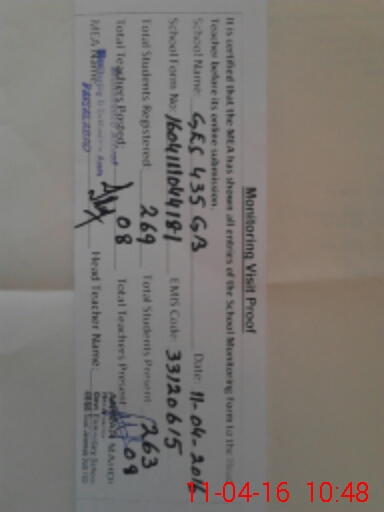 Monitoring Visit Proof
It is certified that the MEA has shown all entries of the School Monitoring Form to the Head
Teacher before its online submission.
School Name: GES 435 GB Date: 11-04-2016
School Form No: EMIS Code: 33120615
Total Students Registered: 269 Total Students Present 263
Total Teachers Posted: 08 Total Teachers Present 08
MEA Name: Head Teacher Name:
FAISALABAD
11-04-16 10:48